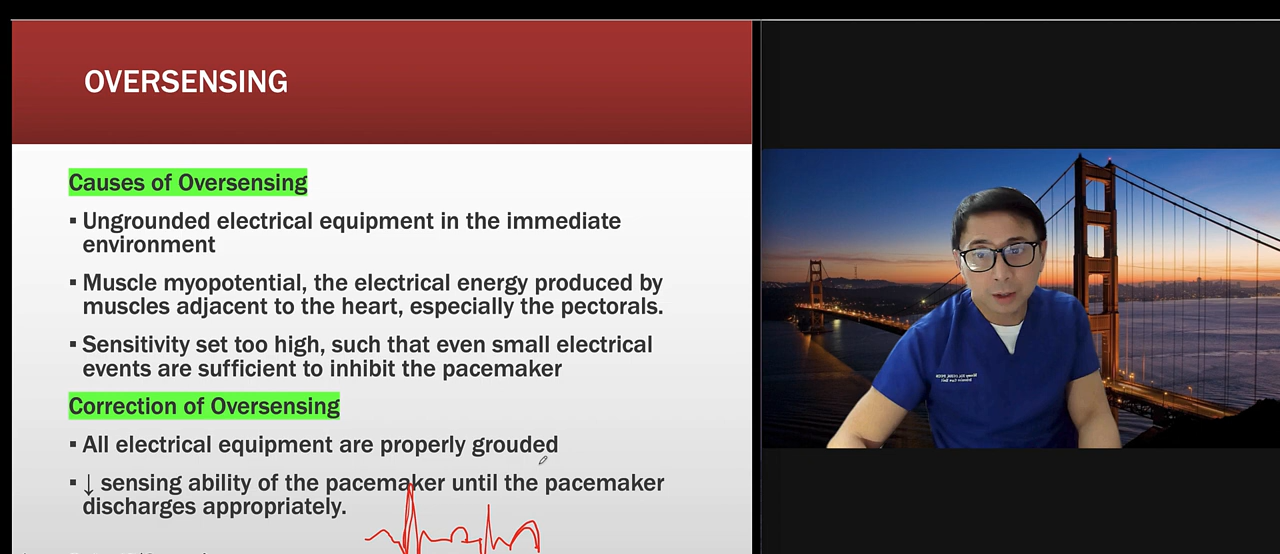 OVERSENSING
Causes of Oversensing
▪ Ungrounded electrical equipment in the immediate
environment
▪ Muscle myopotential, the electrical energy produced by
muscles adjacent to the heart, especially the pectorals.
▪ Sensitivity set too high, such that even small electrical
events are sufficient to inhibit the pacemaker
Correction of Oversensing
▪ All electrical equipment are properly grouded
▪ ↓ sensing ability of the pacemaker until the pacemaker
discharges appropriately.